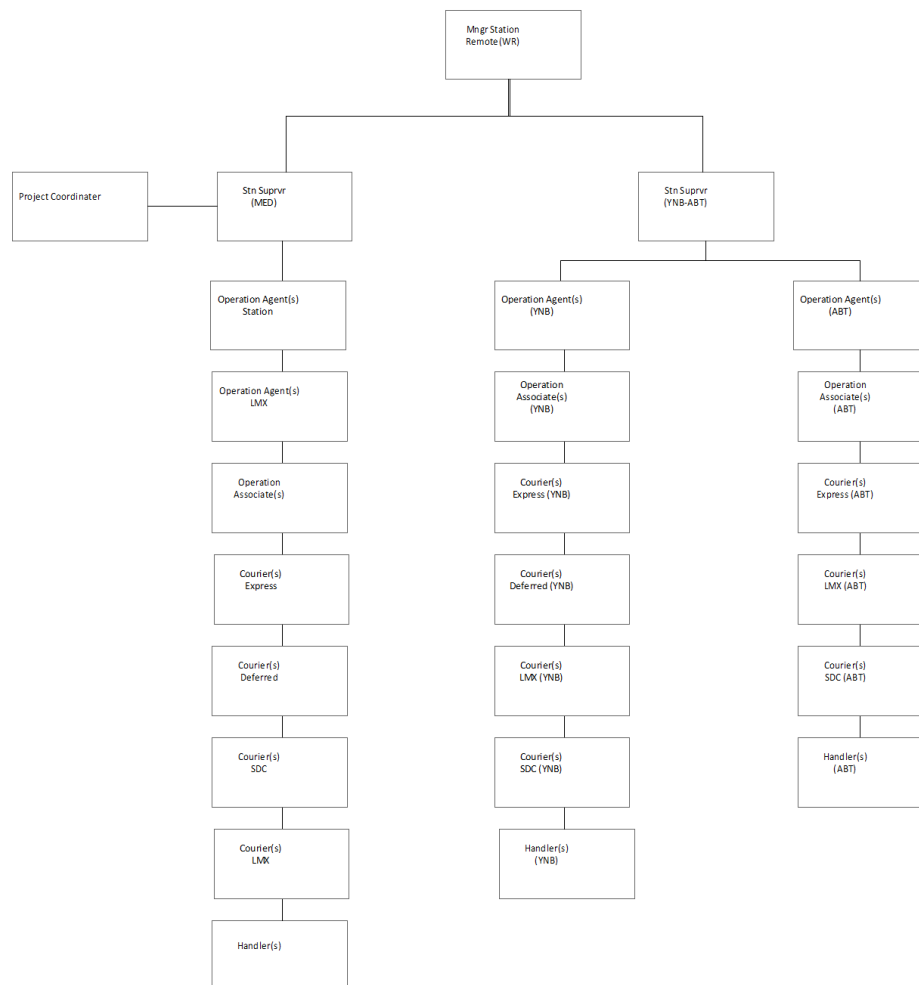 Mngr Station
Remote(WR)
Project Coordinater
Stn Suprvr
(MED)
Stn Suprvr
(YNB-ABT)
Operation Agent(s)
Station
Operation Agent(s)
(YNB)
Operation Agent(s)
(ABT)
Operation Agent(s)
LMX
Operation
Associate(s)
(YNB)
Operation
Associate(s)
(ABT)
Operation
Associate(s)
Courier(s)
Express (YNB)
Courier(s)
Express (ABT)
Courier(s)
Express
Courier(s)
Deferred (YNB)
Courier(s)
LMX (ABT)
Courier(s)
Deferred
Courier(s)
LMX (YNB)
Courier(s)
SDC (ABT)
Courier(s)
SDC
Courier(s)
SDC (YNB)
Handler(s)
(ABT)
Courier(s)
LMX
Handler(s)
(YNB)
Handler(s)